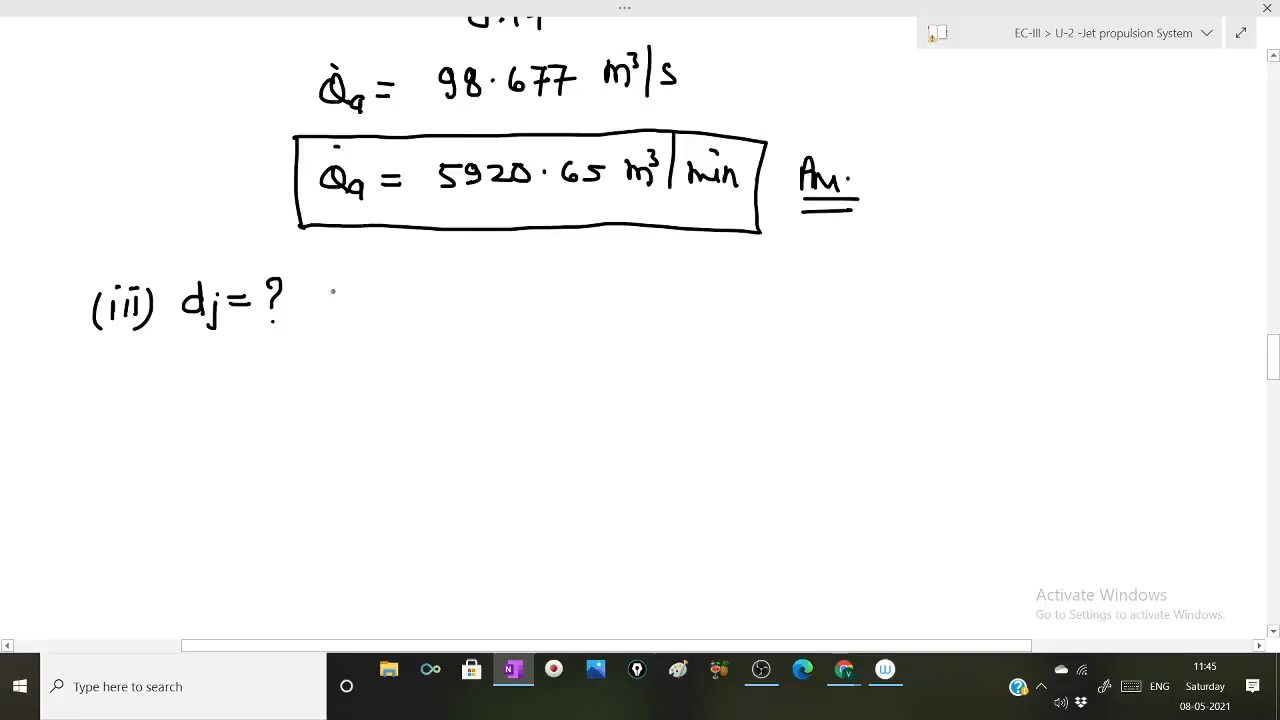 ...
EC-III > U-2 -Jet propulsion System
Q̇a = 98.677 m³/s
Q̇a = 5920.65 m³/min Am.
(iii) dj = ?
Activate Windows
Go to Settings to activate Windows.
Type here to search
ENG
11:45
Saturday
08-05-2021